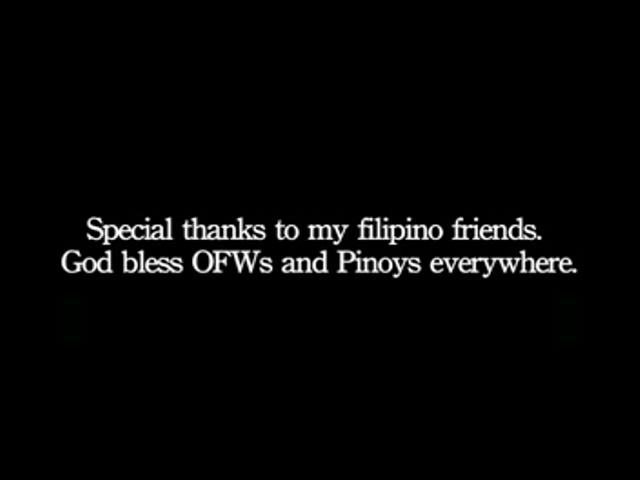 Special thanks to my filipino friends.
God bless OFWs and Pinoys everywhere.